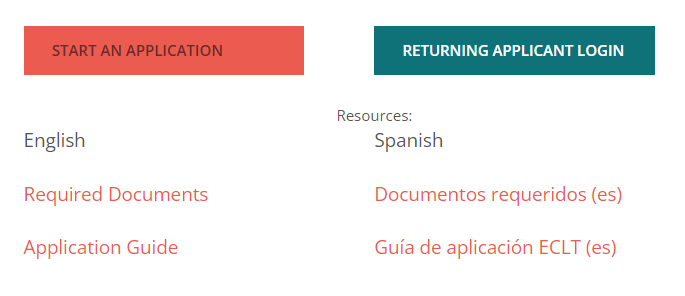 START AN APPLICATION
RETURNING APPLICANT LOGIN
Resources:
English
Spanish
Required Documents
Documentos requeridos (es)
Application Guide
Guía de aplicación ECLT (es)